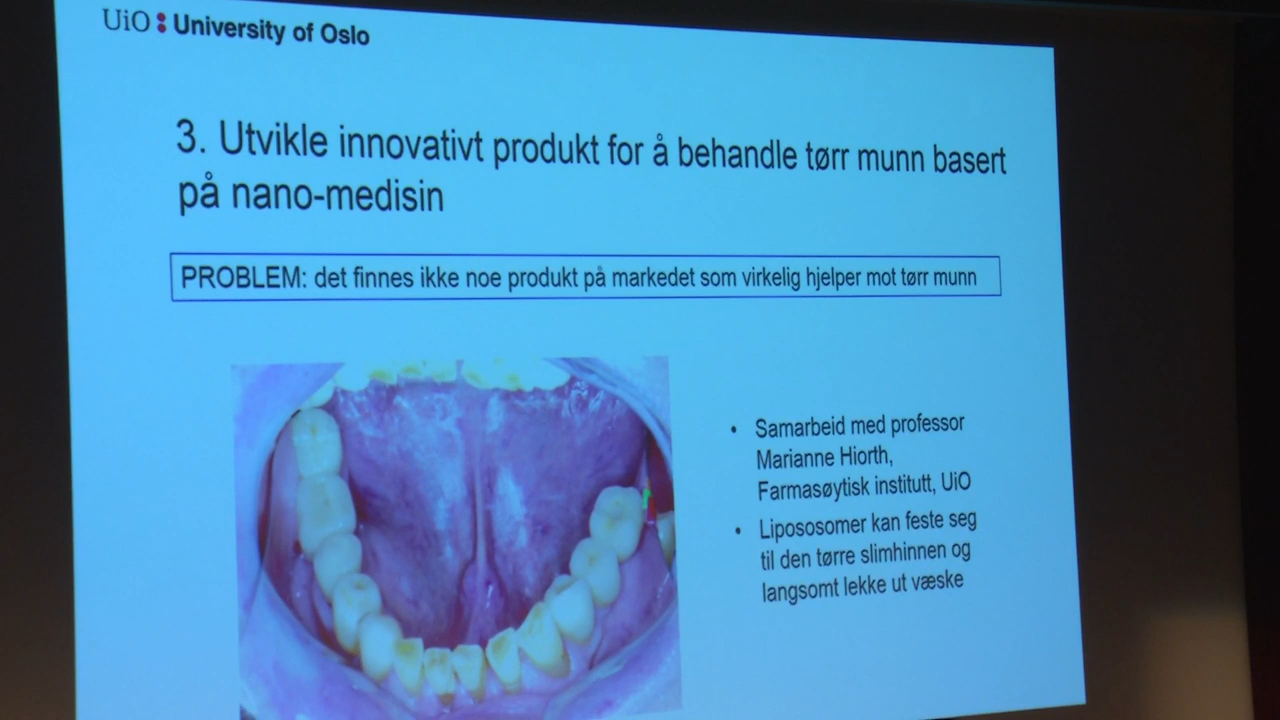 UiO : University of Oslo
3. Utvikle innovativt produkt for å behandle tørr munn basert
på nano-medisin
PROBLEM: det finnes ikke noe produkt på markedet som virkelig hjelper mot tørr munn
• Samarbeid med professor
Marianne Hiorth,
Farmasøytisk institutt, UiO
• Lipososomer kan feste seg
til den tørre slimhinnen og
langsomt lekke ut væske